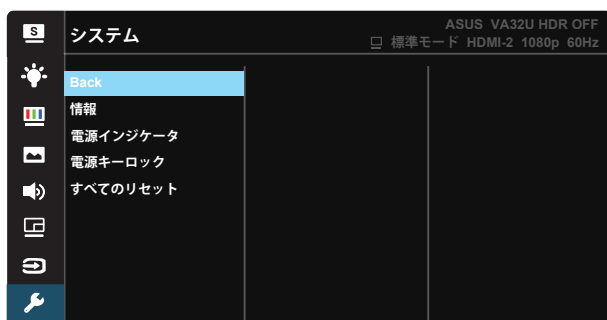 S
システム
ASUS VA32U HDR OFF
標準モード HDMI-2 1080p 60Hz
Back
情報
電源インジケータ
電源キーロック
すべてのリセット